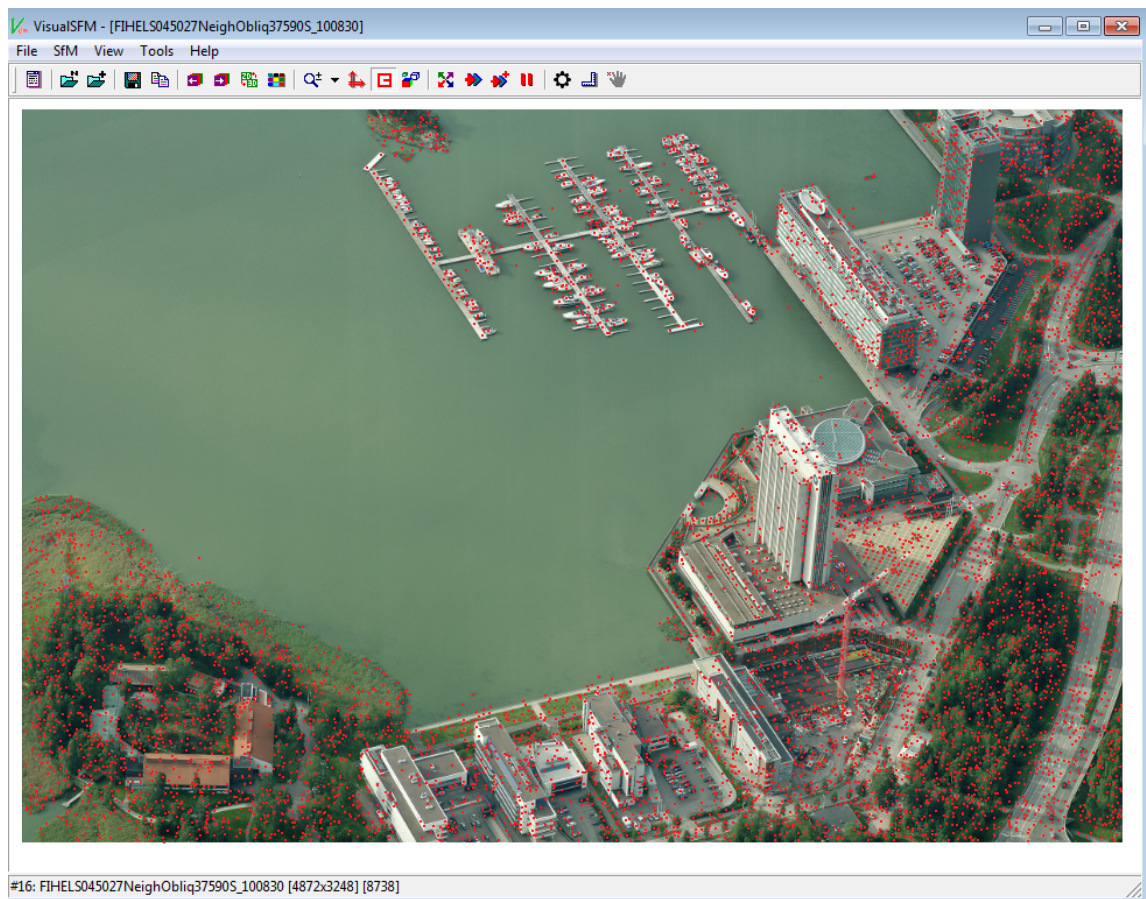 VisualSFM - [FIHELS045027NeighObliq37590S_100830]
File SfM View Tools Help
#16: FIHELS045027NeighObliq37590S_100830 [4872x3248] [8738]